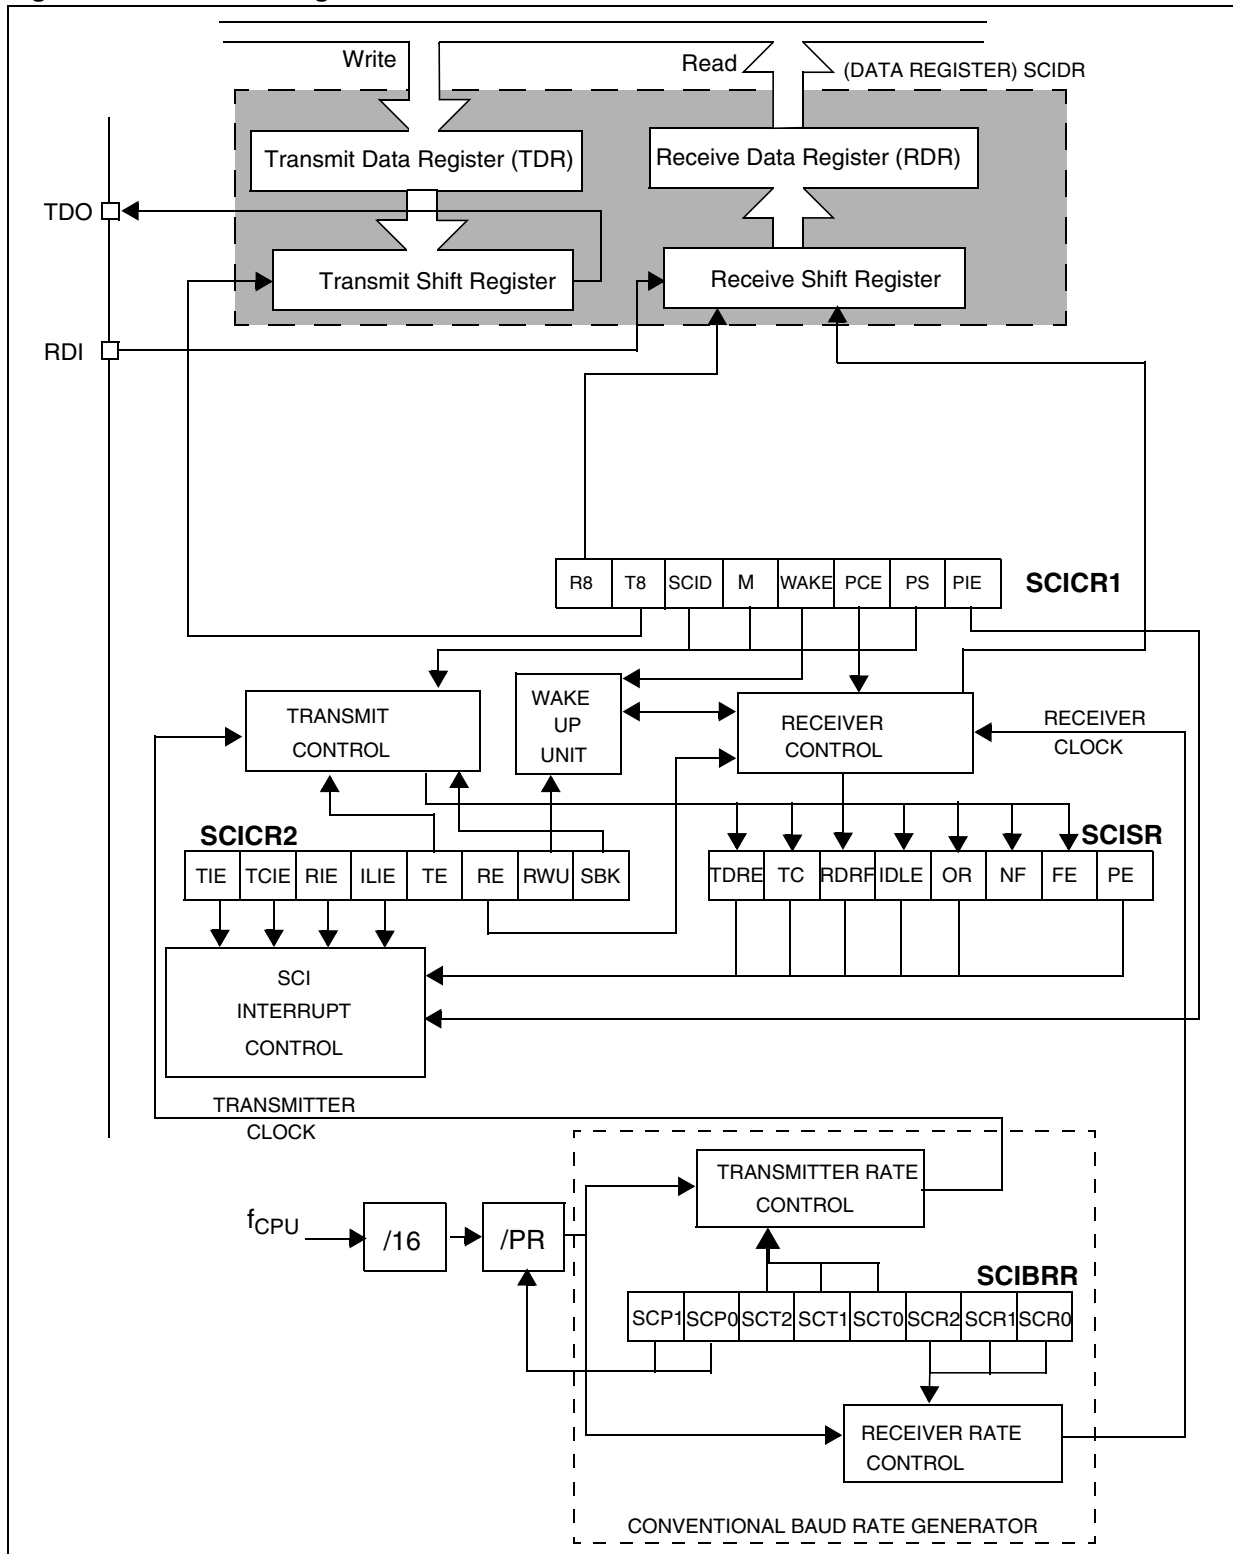 Write
Read
(DATA REGISTER) SCIDR
Transmit Data Register (TDR)
Receive Data Register (RDR)
TDO
Transmit Shift Register
Receive Shift Register
RDI
R8 T8 SCID M WAKE PCE PS PIE
SCICR1
TRANSMIT
CONTROL
WAKE
UP
UNIT
RECEIVER
CONTROL
RECEIVER
CLOCK
SCICR2
SCISR
TIE TCIE RIE ILIE TE RE RWU SBK
TDRE TC RDRF IDLE OR NF FE PE
SCI
INTERRUPT
CONTROL
TRANSMITTER
CLOCK
TRANSMITTER RATE
CONTROL
fCPU
/16
/PR
SCIBRR
SCP1 SCP0 SCT2 SCT1 SCT0 SCR2 SCR1 SCR0
RECEIVER RATE
CONTROL
CONVENTIONAL BAUD RATE GENERATOR